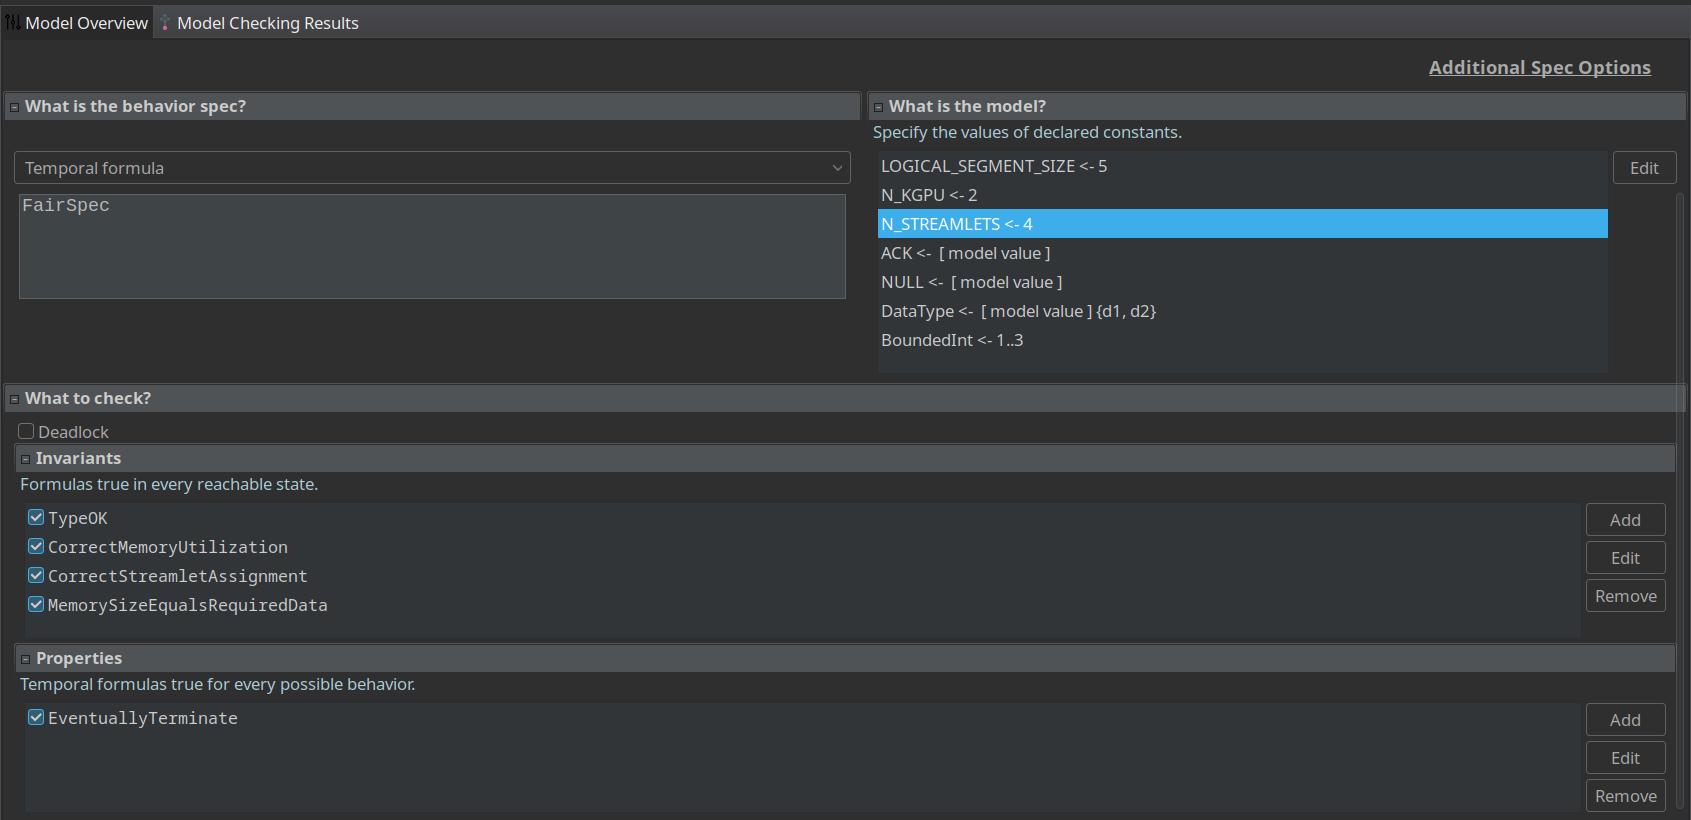 Model Overview
Model Checking Results
Additional Spec Options
What is the behavior spec?
Temporal formula
FairSpec
What is the model?
Specify the values of declared constants.
LOGICAL_SEGMENT_SIZE <- 5
N_KGPU <- 2
N_STREAMLETS <- 4
ACK <- [ model value ]
NULL <- [ model value ]
DataType <- [ model value ] {d1, d2}
BoundedInt <- 1..3
Edit
What to check?
Deadlock
Invariants
Formulas true in every reachable state.
TypeOK
CorrectMemoryUtilization
CorrectStreamletAssignment
MemorySizeEqualsRequiredData
Add
Edit
Remove
Properties
Temporal formulas true for every possible behavior.
EventuallyTerminate
Add
Edit
Remove